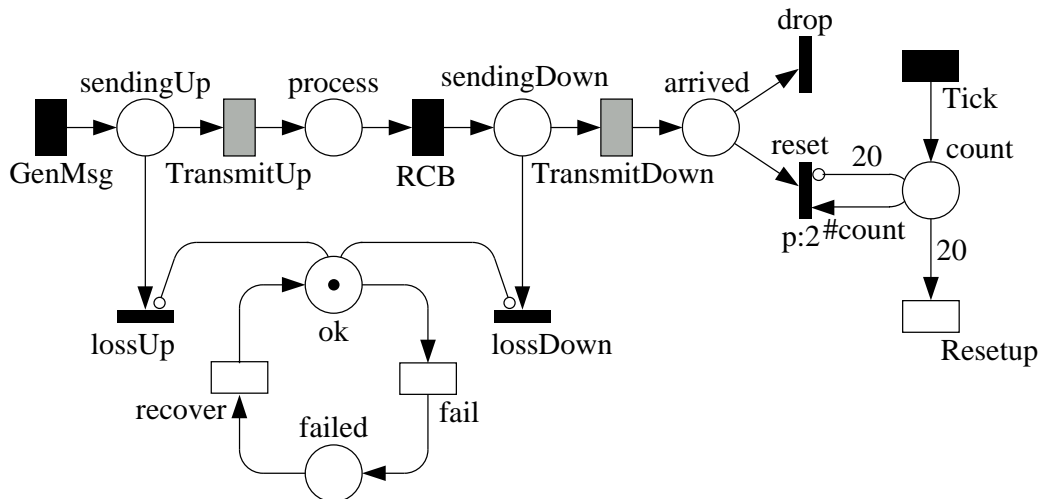 drop
sendingUp
process
sendingDown
arrived
Tick
GenMsg
TransmitUp
RCB
TransmitDown
reset
20
count
p:2
#count
20
lossUp
ok
lossDown
Resetup
recover
fail
failed